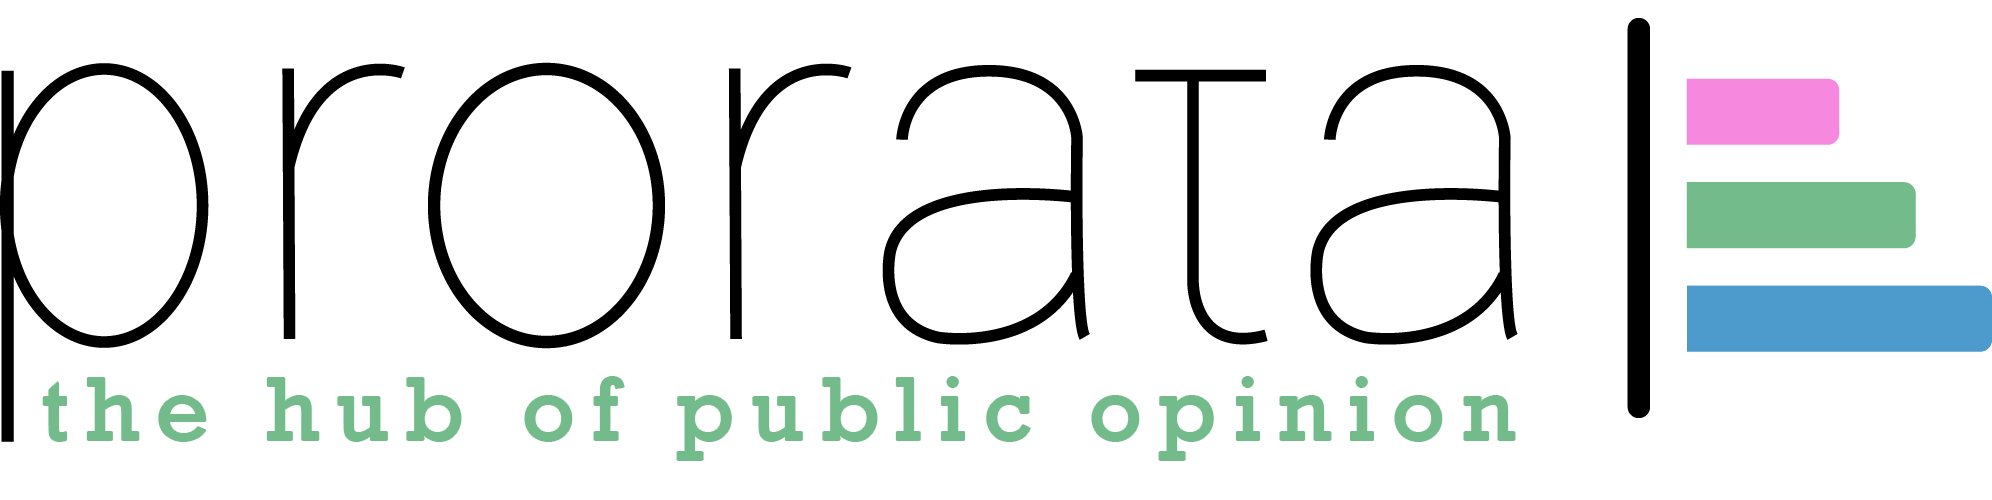 prorata
the hub of public opinion